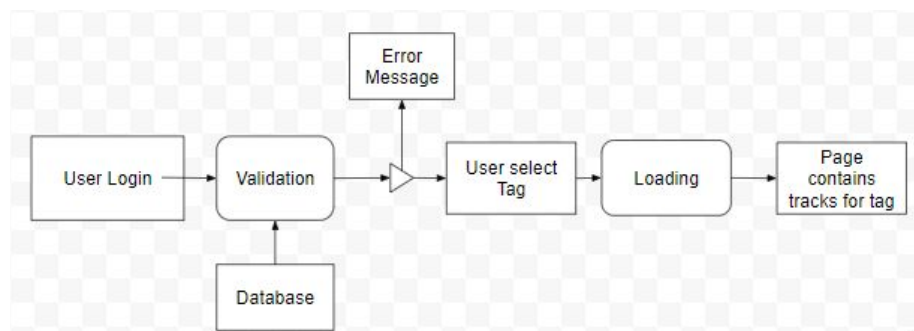 Error
Message
User Login
Validation
User select
Tag
Loading
Page
contains
tracks for tag
Database